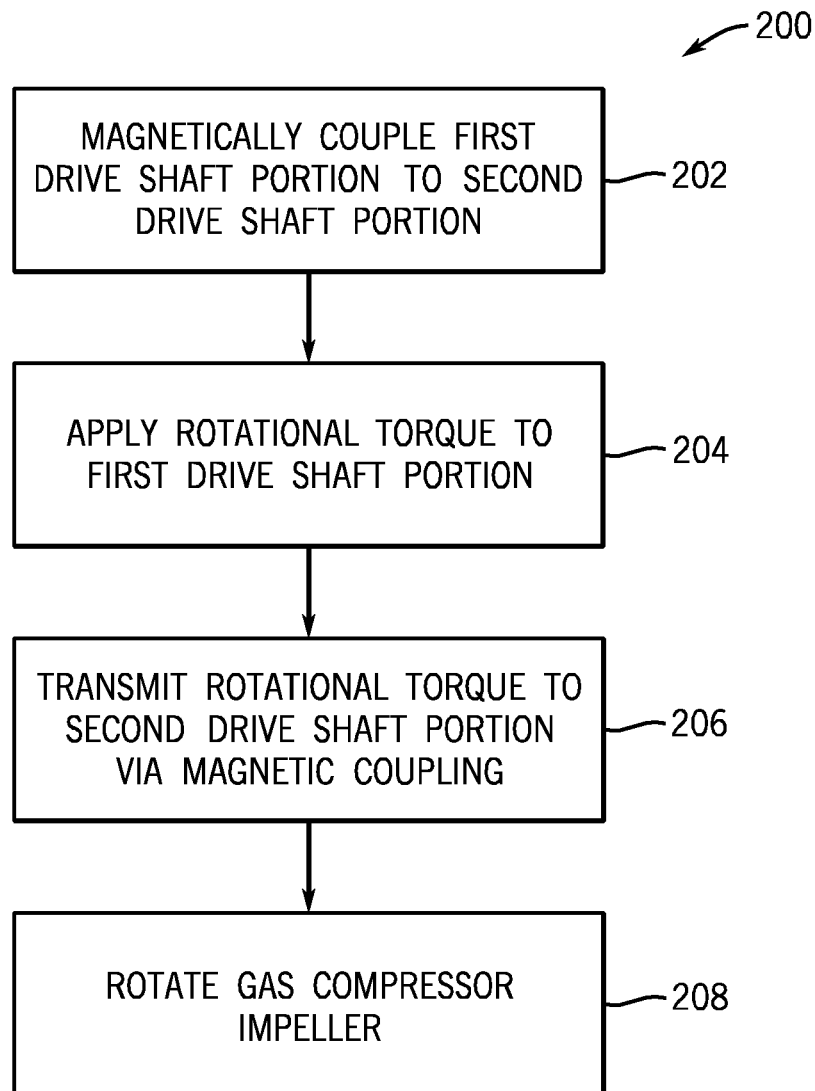 200
MAGNETICALLY COUPLE FIRST
DRIVE SHAFT PORTION TO SECOND
DRIVE SHAFT PORTION
202
APPLY ROTATIONAL TORQUE TO
FIRST DRIVE SHAFT PORTION
204
TRANSMIT ROTATIONAL TORQUE TO
SECOND DRIVE SHAFT PORTION
VIA MAGNETIC COUPLING
206
ROTATE GAS COMPRESSOR
IMPELLER
208